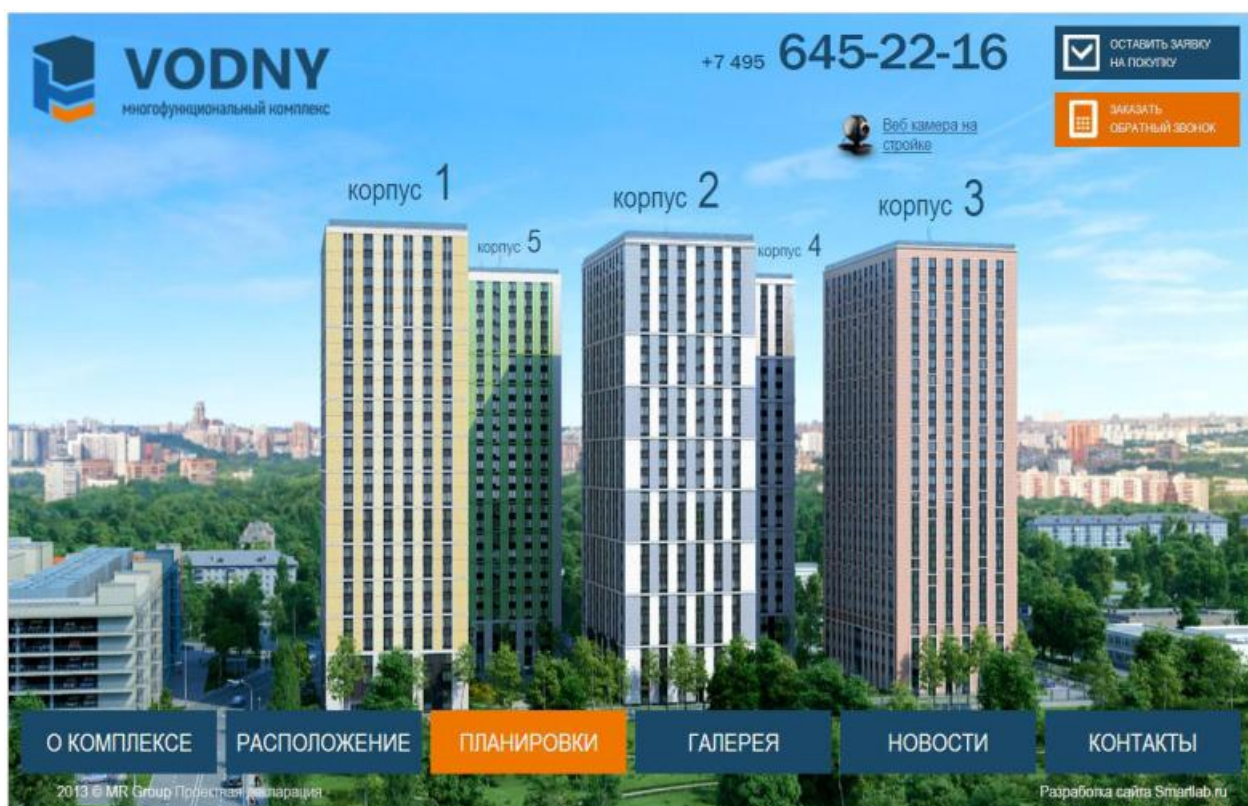 VODNY
многофункциональный комплекс
+7 495 645-22-16
ОСТАВИТЬ ЗАЯВКУ
НА ПОКУПКУ
ЗАКАЗАТЬ
ОБРАТНЫЙ ЗВОНОК
Веб камера на
стройке
корпус 1
корпус 2
корпус 3
корпус 5
корпус 4
О КОМПЛЕКСЕ
РАСПОЛОЖЕНИЕ
ПЛАНИРОВКИ
ГАЛЕРЕЯ
НОВОСТИ
КОНТАКТЫ
2013 © MR Group Проектная декларация
Разработка сайта Smartlab.ru